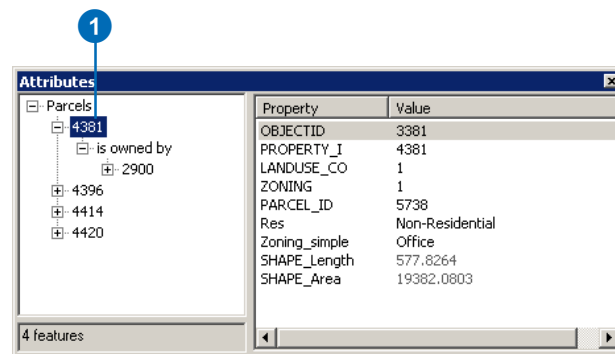 1
Attributes
Parcels
4381
is owned by
2900
4396
4414
4420
4 features
Property Value
OBJECTID 3381
PROPERTY_I 4381
LANDUSE_CO 1
ZONING 1
PARCEL_ID 5738
Res Non-Residential
Zoning_simple Office
SHAPE_Length 577.8264
SHAPE_Area 19382.0803